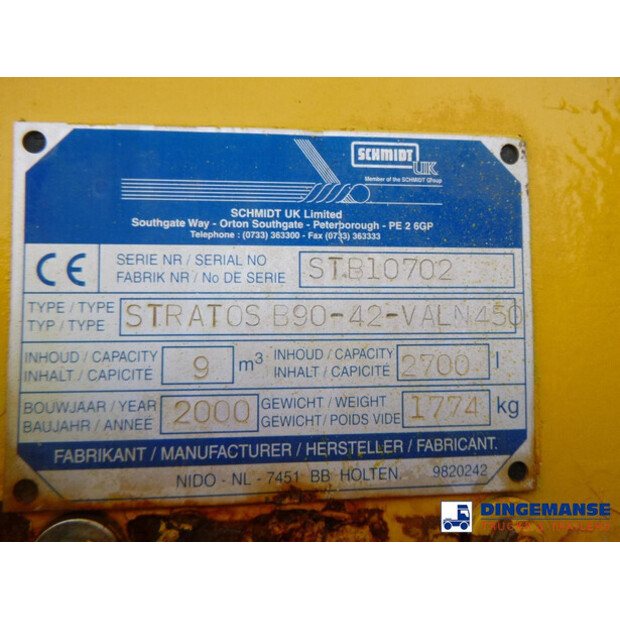 SCHMIDT
UK
Member of the SCHMIDT Group
SCHMIDT UK Limited
Southgate Way - Orton Southgate - Peterborough - PE 2 6GP
Telephone : (0733) 363300 - Fax (0733) 363333
CE
SERIE NR / SERIAL NO
FABRIK NR / No DE SERIE
STB10702
TYPE / TYPE
TYP / TYPE
STRATOS B90-42-VALN450
INHOUD / CAPACITY
INHALT / CAPICITÉ
9 m³
INHOUD / CAPACITY
INHALT / CAPICITÉ
2700 l
BOUWJAAR / YEAR
BAUJAHR / ANNÉE
2000
GEWICHT / WEIGHT
GEWICHT / POIDS VIDE
1774 kg
FABRIKANT / MANUFACTURER / HERSTELLER / FABRICANT.
NIDO - NL - 7451 BB HOLTEN.
9820242
DINGEMANSE
TRUCKS & TRAILERS